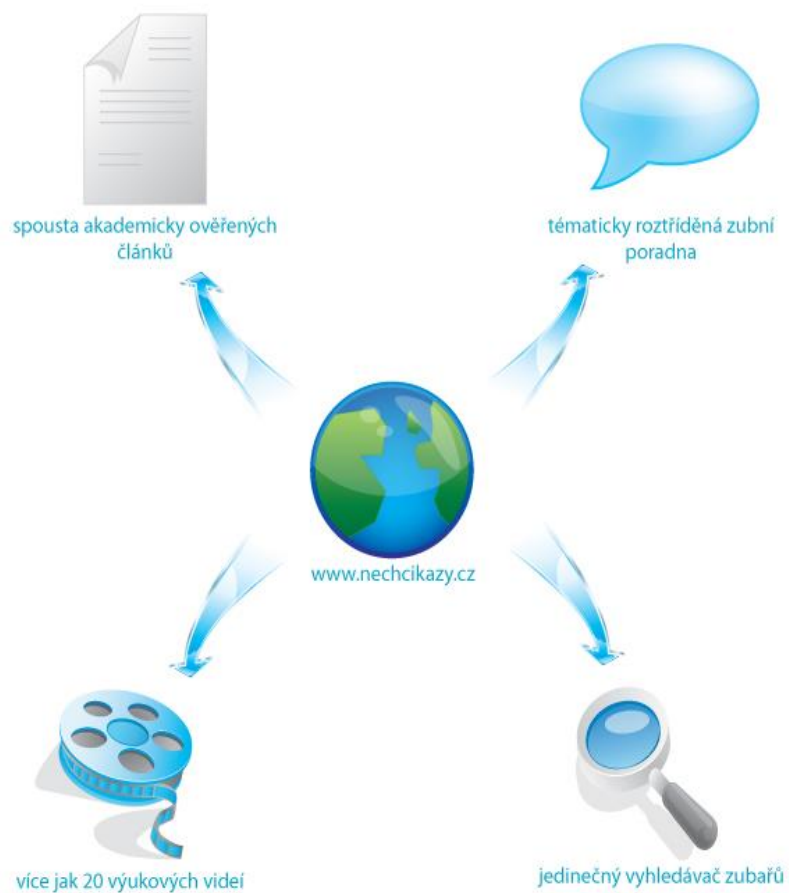 spousta akademicky ověřených
článků
tématicky roztříděná zubní
poradna
www.nechcikazy.cz
více jak 20 výukových videí
jedinečný vyhledávač zubařů